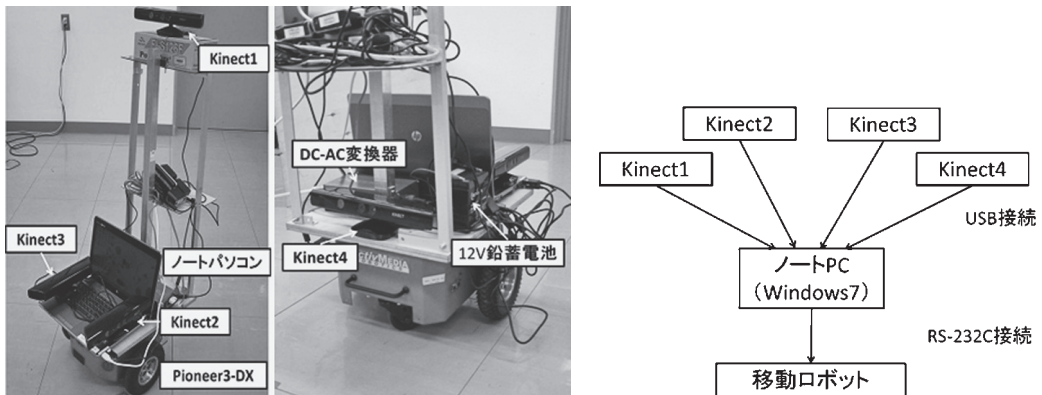 Kinect1
Kinect3
ノートパソコン
Kinect2
Pioneer3-DX
DC-AC変換器
hp
KINECT
Kinect4
12V鉛蓄電池
Kinect2
Kinect3
Kinect1
Kinect4
USB接続
ノートPC
（Windows7）
RS-232C接続
移動ロボット